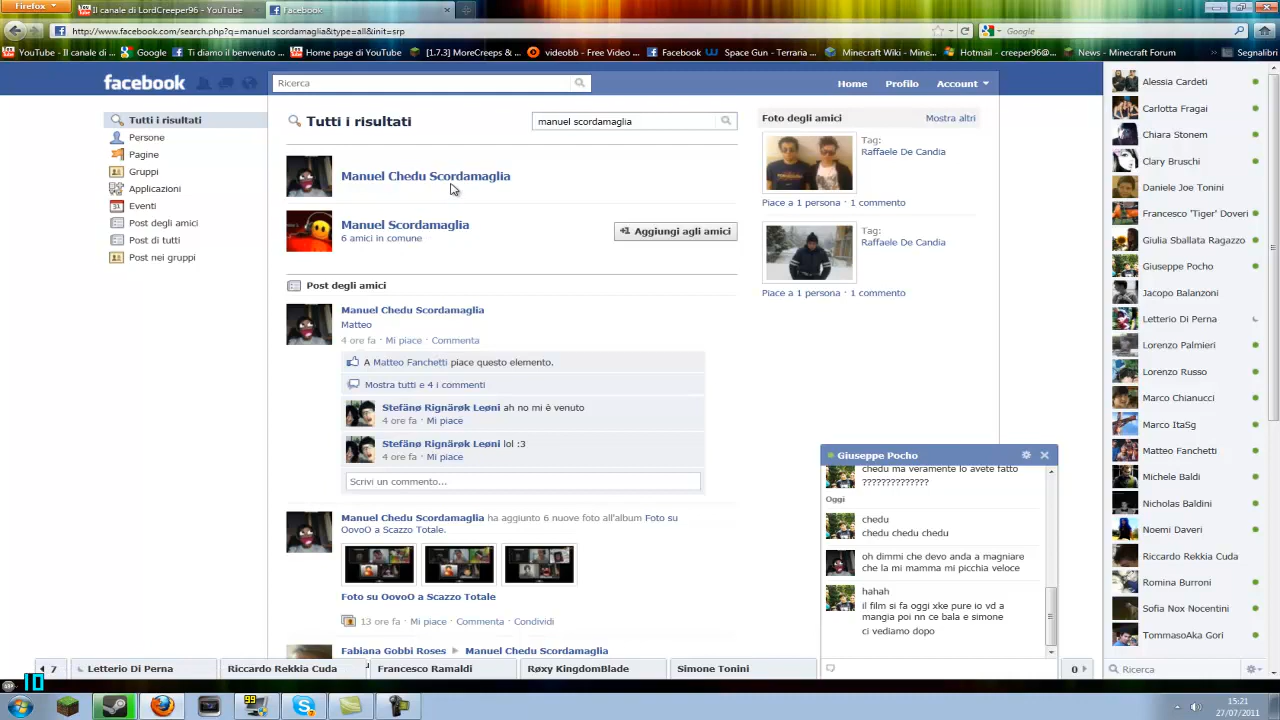 Firefox
Il canale di LordCreeper96 - YouTube
Facebook
http://www.facebook.com/search.php?q=manuel scordamaglia&type=all&init=srp
Google
YouTube - Il canale di ...
Google
Ti diamo il benvenuto ...
Home page di YouTube
[1.7.3] MoreCreeps & ...
videobb - Free Video ...
Facebook
Space Gun - Terraria ...
Minecraft Wiki - Mine...
Hotmail - creeper96@...
News - Minecraft Forum
Segnalibri
facebook
Ricerca
Home
Profilo
Account
Tutti i risultati
Persone
Pagine
Gruppi
Applicazioni
31
Eventi
Post degli amici
Post di tutti
Post nei gruppi
Tutti i risultati
manuel scordamaglia
Manuel Chedu Scordamaglia
Manuel Scordamaglia
6 amici in comune
+1 Aggiungi agli amici
Post degli amici
Manuel Chedu Scordamaglia
Matteo
4 ore fa · Mi piace · Commenta
A Matteo Fanchetti piace questo elemento.
Mostra tutti e 4 i commenti
Stefänø Rignärøk Leøni ah no mi è venuto
4 ore fa · Mi piace
Stefänø Rignärøk Leøni lol :3
4 ore fa · Mi piace
Scrivi un commento...
Manuel Chedu Scordamaglia ha aggiunto 6 nuove foto all'album Foto su
OovoO a Scazzo Totale.
Foto su OovoO a Scazzo Totale
13 ore fa · Mi piace · Commenta · Condividi
Fabiana Gobbi Roses
Manuel Chedu Scordamaglia
Foto degli amici
Mostra altri
Tag:
Raffaele De Candia
Piace a 1 persona · 1 commento
Tag:
Raffaele De Candia
Piace a 1 persona · 1 commento
Giuseppe Pocho
chedu ma veramente lo avete fatto
??????????????
Oggi
chedu
chedu chedu chedu
oh dimmi che devo anda a magniare
che la mi mamma mi picchia veloce
hahah
il film si fa oggi xke pure io vd a
mangia poi nn ce bala e simone
ci vediamo dopo
Alessia Cardeti
Carlotta Fragai
Chiara Stonem
Clary Bruschi
Daniele Joe Tonini
Francesco 'Tiger' Doveri
Giulia Sballata Ragazzo
Giuseppe Pocho
Jacopo Balanzoni
Letterio Di Perna
Lorenzo Palmieri
Lorenzo Russo
Marco Chianucci
Marco ItaSg
Matteo Fanchetti
Michele Baldi
Nicholas Baldini
Noemi Daveri
Riccardo Rekkia Cuda
Romina Burroni
Sofia Nox Nocentini
TommasoAka Gori
Ricerca
7
Letterio Di Perna
Riccardo Rekkia Cuda
Francesco Ramaldi
Røxy KingdomBlade
Simone Tonini
0
10
99
15:21
27/07/2011